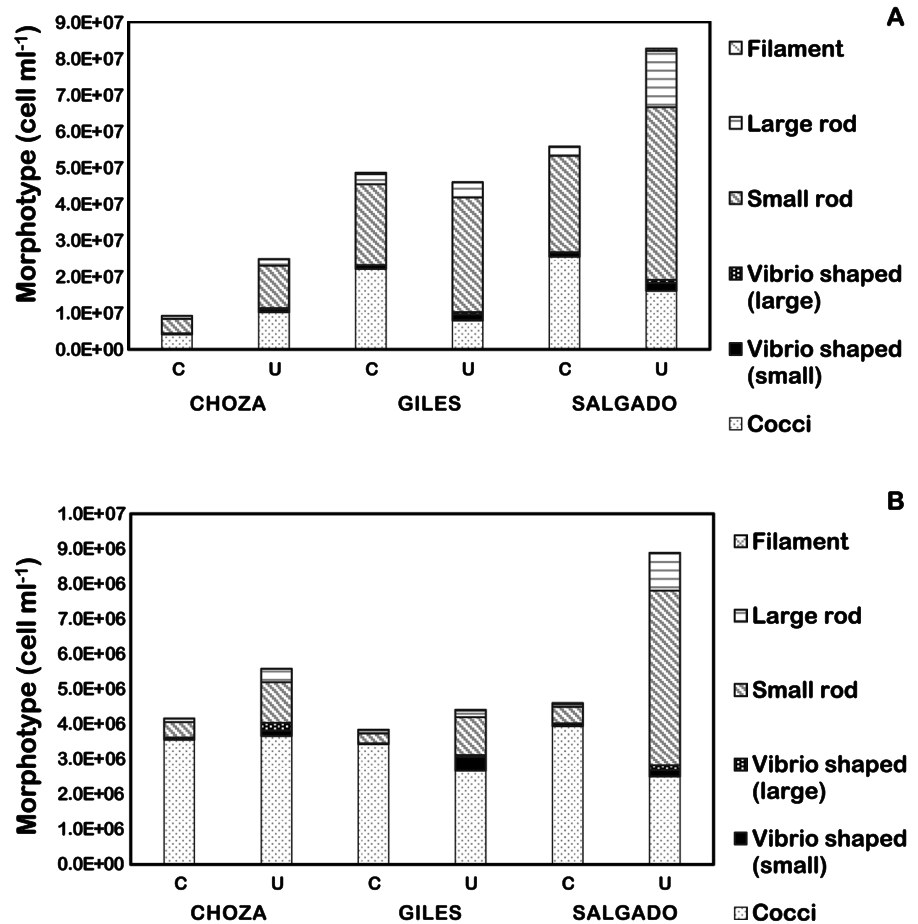 A
Morphotype (cell ml-1)
9.0E+07
8.0E+07
7.0E+07
6.0E+07
5.0E+07
4.0E+07
3.0E+07
2.0E+07
1.0E+07
0.0E+00
C U C U C U
CHOZA GILES SALGADO
Filament
Large rod
Small rod
Vibrio shaped
(large)
Vibrio shaped
(small)
Cocci
B
Morphotype (cell ml-1)
1.0E+07
9.0E+06
8.0E+06
7.0E+06
6.0E+06
5.0E+06
4.0E+06
3.0E+06
2.0E+06
1.0E+06
0.0E+00
C U C U C U
CHOZA GILES SALGADO
Filament
Large rod
Small rod
Vibrio shaped
(large)
Vibrio shaped
(small)
Cocci